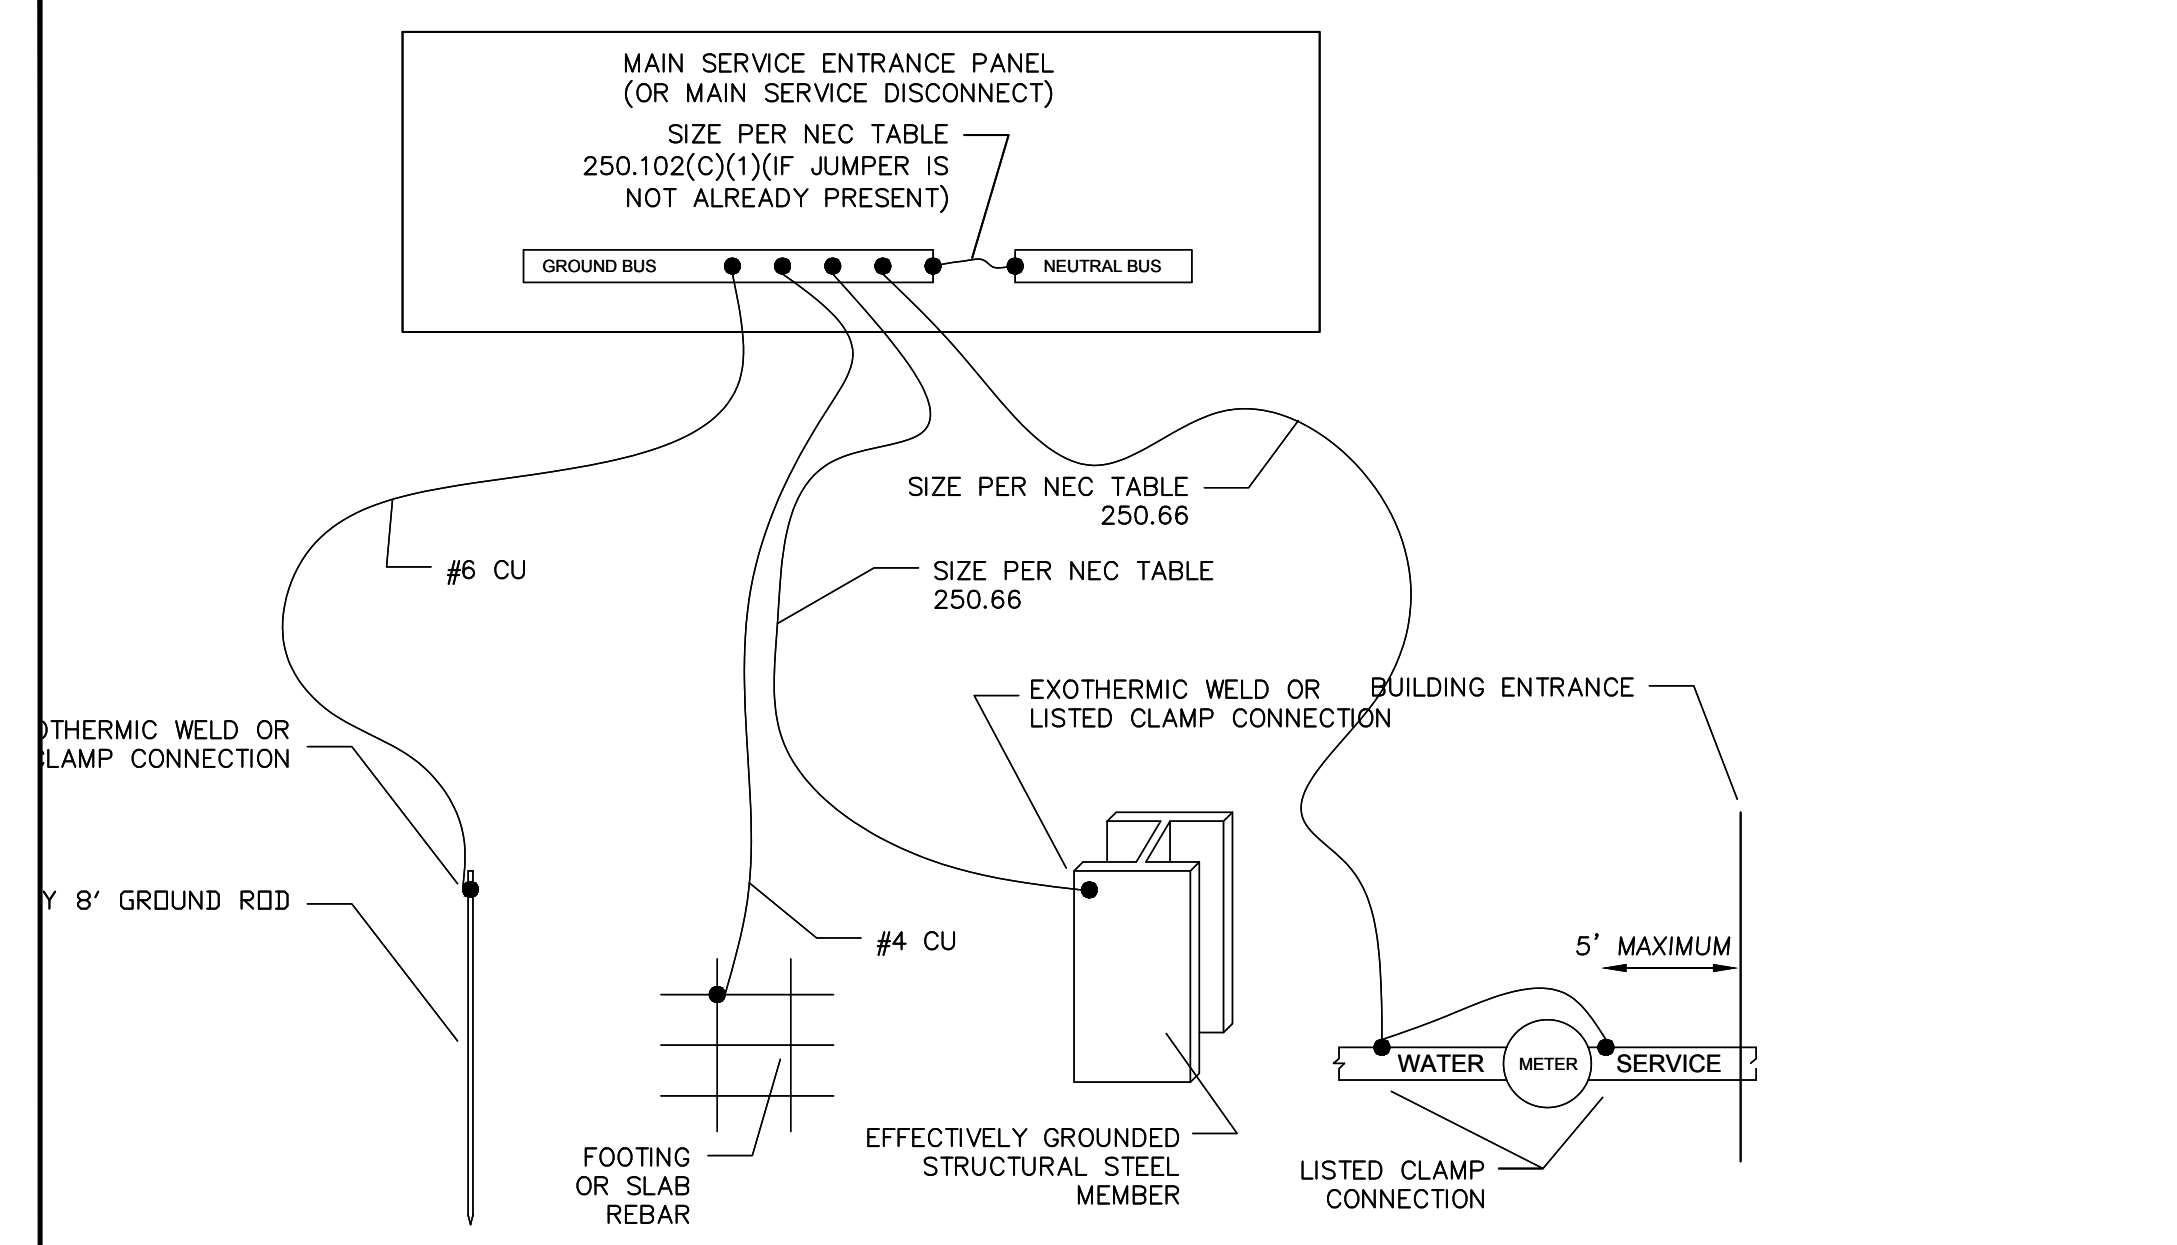 MAIN SERVICE ENTRANCE PANEL
(OR MAIN SERVICE DISCONNECT)
SIZE PER NEC TABLE
250.102(C)(1)(IF JUMPER IS
NOT ALREADY PRESENT)
GROUND BUS
NEUTRAL BUS
SIZE PER NEC TABLE
250.66
#6 CU
SIZE PER NEC TABLE
250.66
EXOTHERMIC WELD OR
LISTED CLAMP CONNECTION
BUILDING ENTRANCE
OTHERMIC WELD OR
CLAMP CONNECTION
Y 8' GROUND ROD
#4 CU
5' MAXIMUM
WATER
METER
SERVICE
FOOTING
OR SLAB
REBAR
EFFECTIVELY GROUNDED
STRUCTURAL STEEL
MEMBER
LISTED CLAMP
CONNECTION